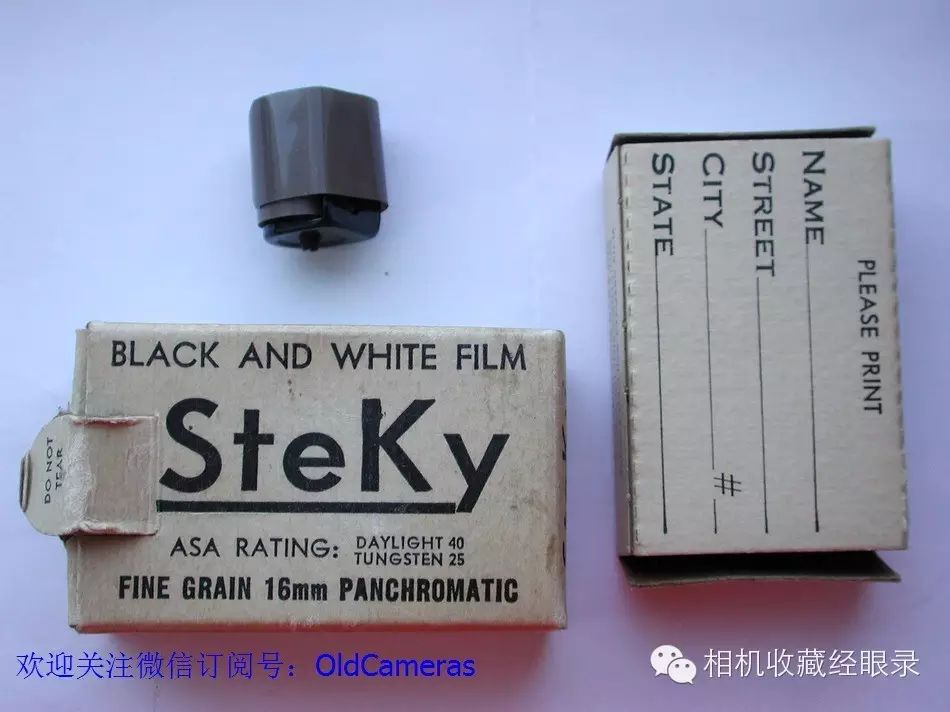 BLACK AND WHITE FILM
SteKy
DO NOT
TEAR
ASA RATING: DAYLIGHT 40
TUNGSTEN 25
FINE GRAIN 16mm PANCHROMATIC
PLEASE PRINT
NAME
STREET
CITY #
STATE
欢迎关注微信订阅号：OldCameras
相机收藏经眼录